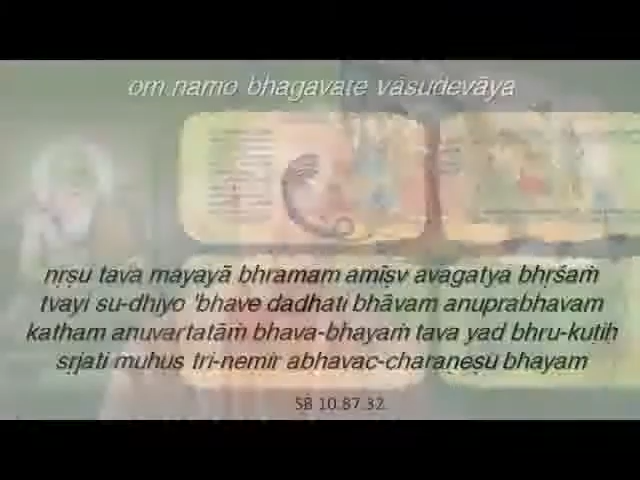 om namo bhagavate vāsudevāya
nṛṣu tava mayayā bhramam amīṣv avagatya bhṛśaṁ
tvayi su-dhiyo 'bhave dadhati bhāvam anuprabhavam
katham anuvartatāṁ bhava-bhayaṁ tava yad bhru-kuṭiḥ
sṛjati muhus tri-nemir abhavac-charaṇeṣu bhayam
SB 10.87.32